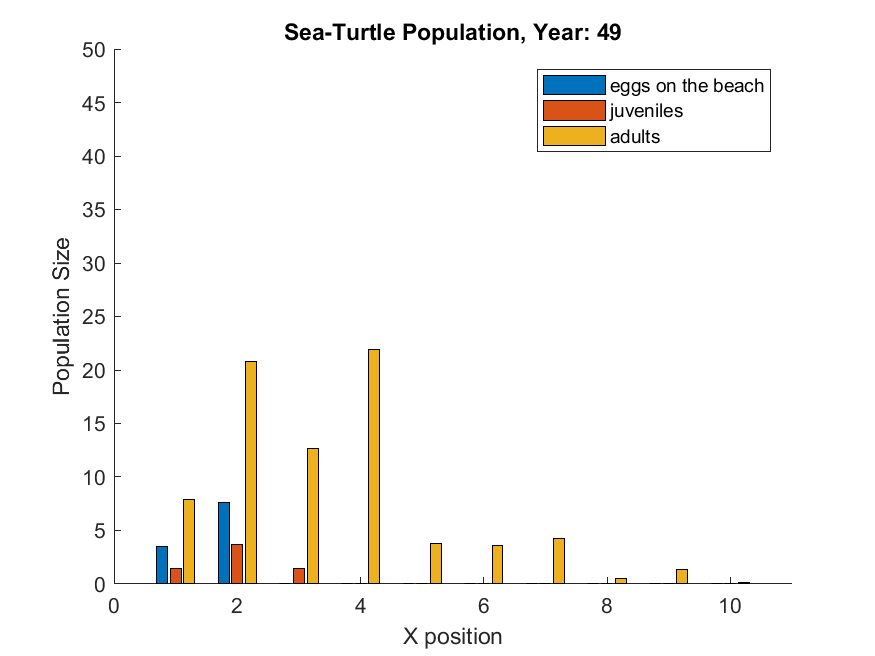 Sea-Turtle Population, Year: 49
eggs on the beach
juveniles
adults
Population Size
50
45
40
35
30
25
20
15
10
5
0
0 2 4 6 8 10
X position